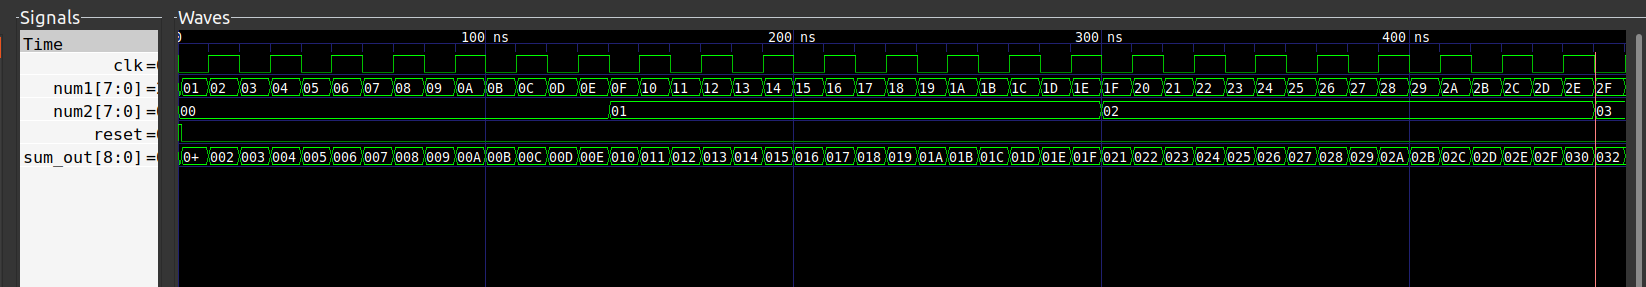 Signals
Waves
Time
0 100 ns 200 ns 300 ns 400 ns
clk=
num1[7:0]= 01 02 03 04 05 06 07 08 09 0A 0B 0C 0D 0E 0F 10 11 12 13 14 15 16 17 18 19 1A 1B 1C 1D 1E 1F 20 21 22 23 24 25 26 27 28 29 2A 2B 2C 2D 2E 2F
num2[7:0]= 00 01 02 03
reset=
sum_out[8:0]= 0+ 002 003 004 005 006 007 008 009 00A 00B 00C 00D 00E 010 011 012 013 014 015 016 017 018 019 01A 01B 01C 01D 01E 01F 021 022 023 024 025 026 027 028 029 02A 02B 02C 02D 02E 02F 030 032